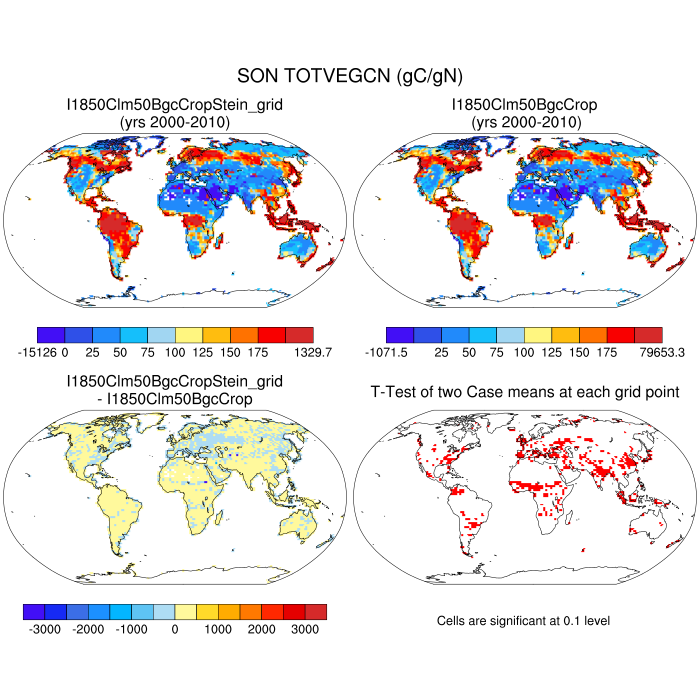 SON TOTVEGCN (gC/gN)
I1850Clm50BgcCropStein_grid
(yrs 2000-2010)
I1850Clm50BgcCrop
(yrs 2000-2010)
-15126 0 25 50 75 100 125 150 175 1329.7
-1071.5 25 50 75 100 125 150 175 79653.3
I1850Clm50BgcCropStein_grid
- I1850Clm50BgcCrop
T-Test of two Case means at each grid point
-3000 -2000 -1000 0 1000 2000 3000
Cells are significant at 0.1 level